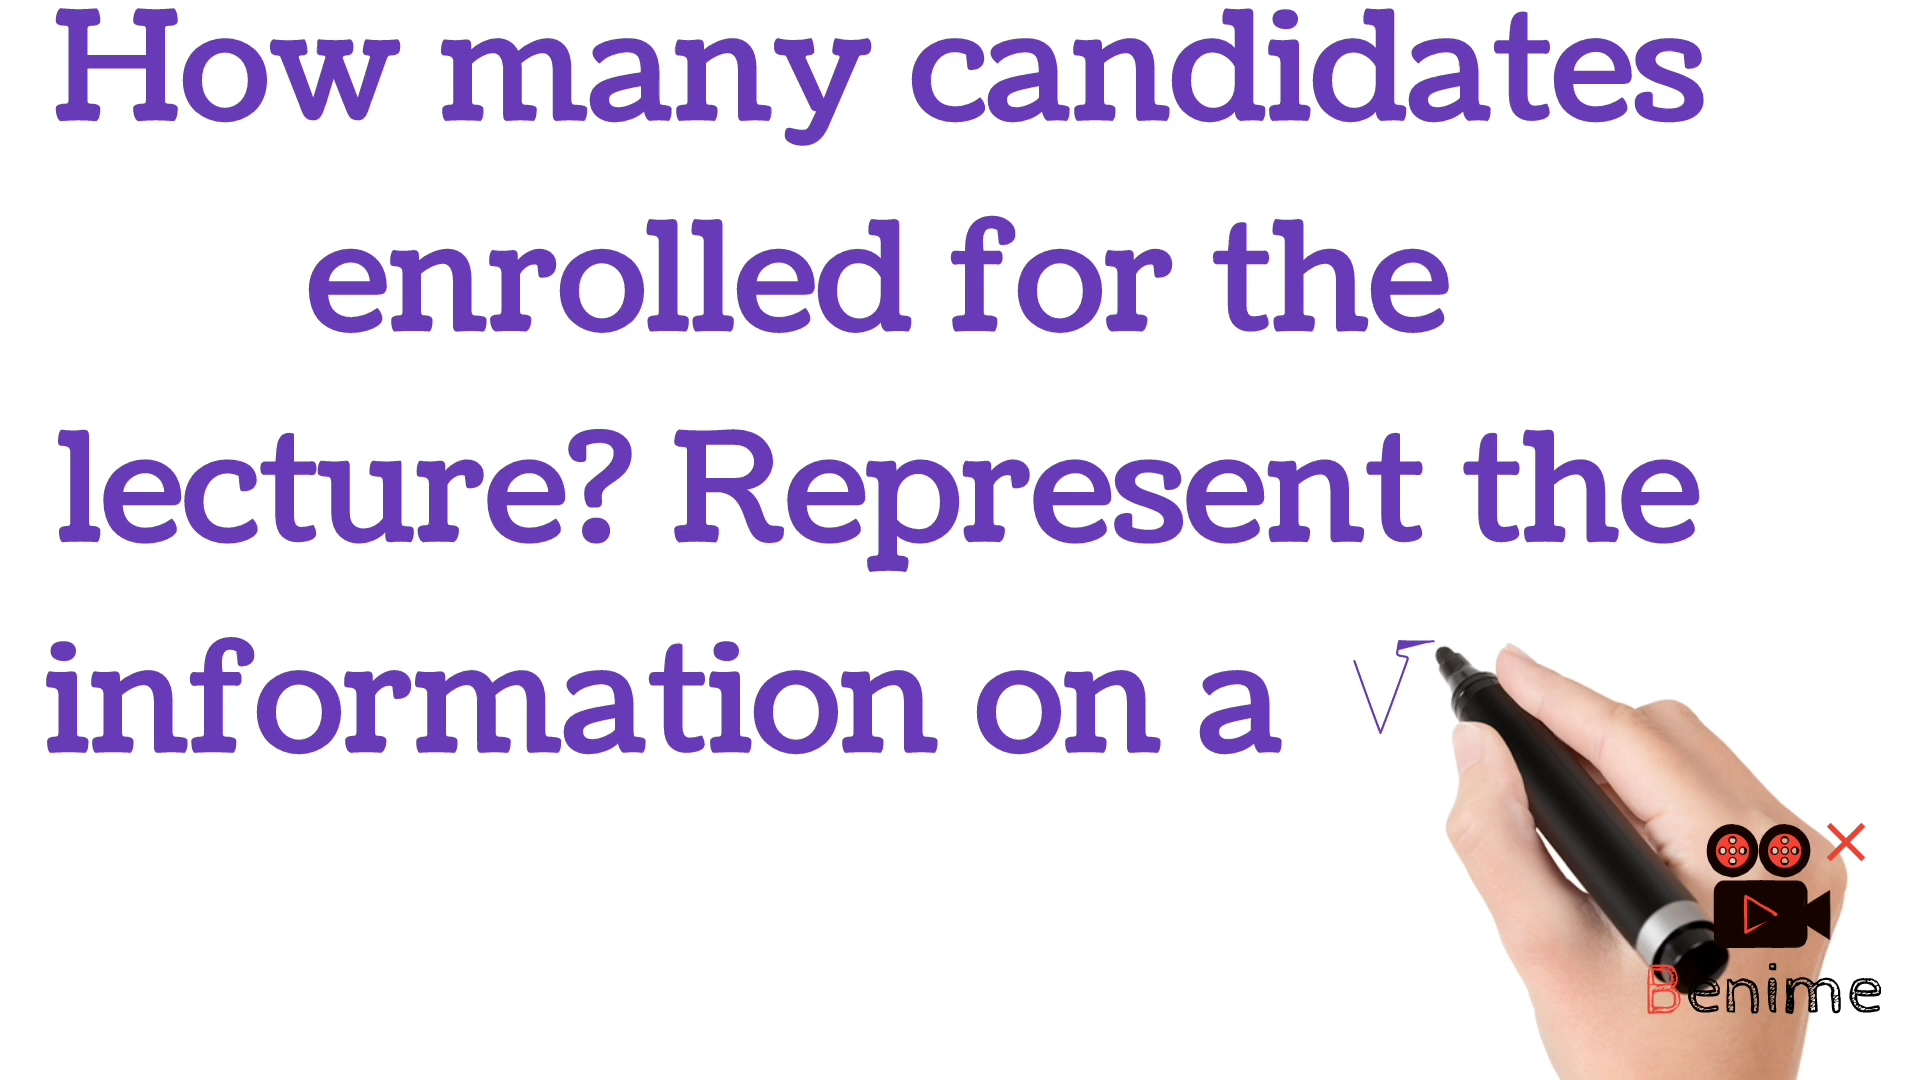 How many candidates
enrolled for the
lecture? Represent the
information on a V
Benime